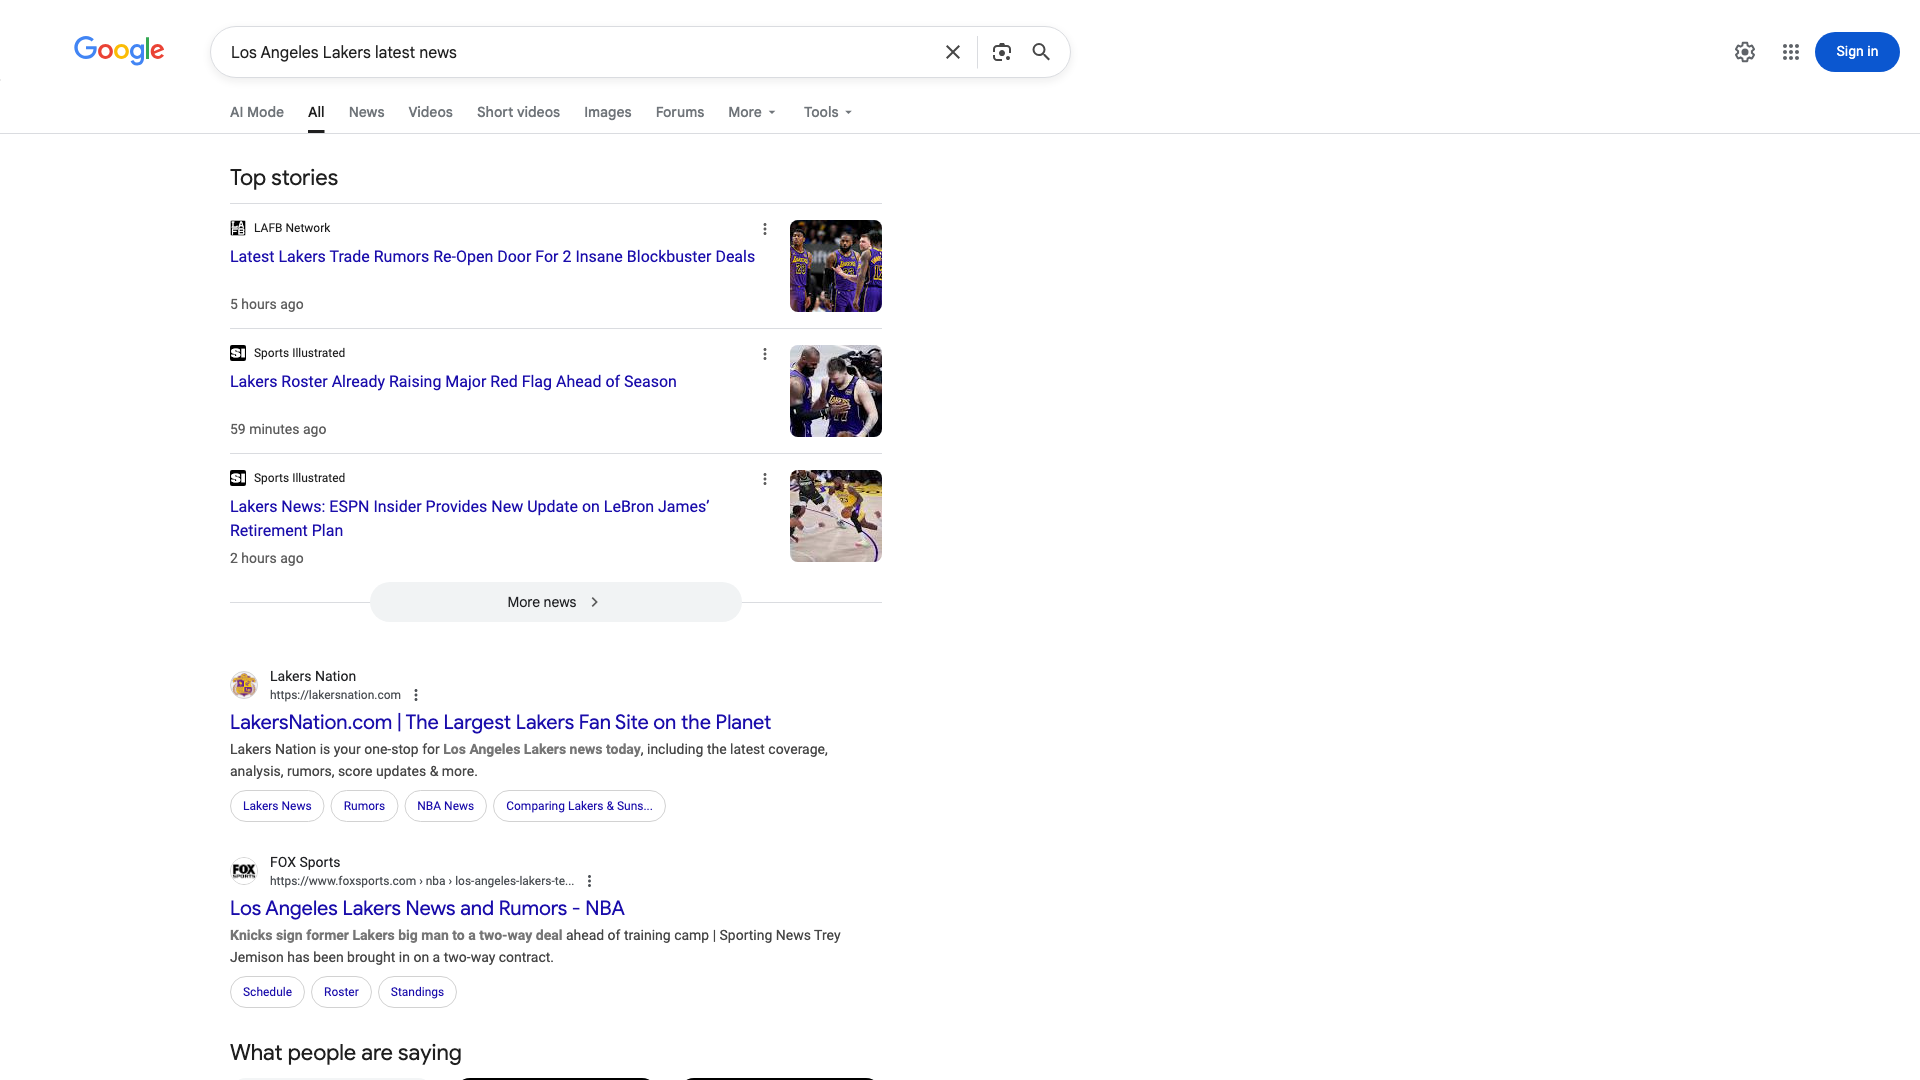 Google
Los Angeles Lakers latest news
Sign in
AI Mode
All
News
Videos
Short videos
Images
Forums
More
Tools
Top stories
LAFB Network
Latest Lakers Trade Rumors Re-Open Door For 2 Insane Blockbuster Deals
5 hours ago
Sports Illustrated
Lakers Roster Already Raising Major Red Flag Ahead of Season
59 minutes ago
Sports Illustrated
Lakers News: ESPN Insider Provides New Update on LeBron James’
Retirement Plan
2 hours ago
More news
Lakers Nation
https://lakersnation.com
LakersNation.com | The Largest Lakers Fan Site on the Planet
Lakers Nation is your one-stop for Los Angeles Lakers news today, including the latest coverage,
analysis, rumors, score updates & more.
Lakers News
Rumors
NBA News
Comparing Lakers & Suns...
FOX Sports
https://www.foxsports.com › nba › los-angeles-lakers-te...
Los Angeles Lakers News and Rumors - NBA
Knicks sign former Lakers big man to a two-way deal ahead of training camp | Sporting News Trey
Jemison has been brought in on a two-way contract.
Schedule
Roster
Standings
What people are saying